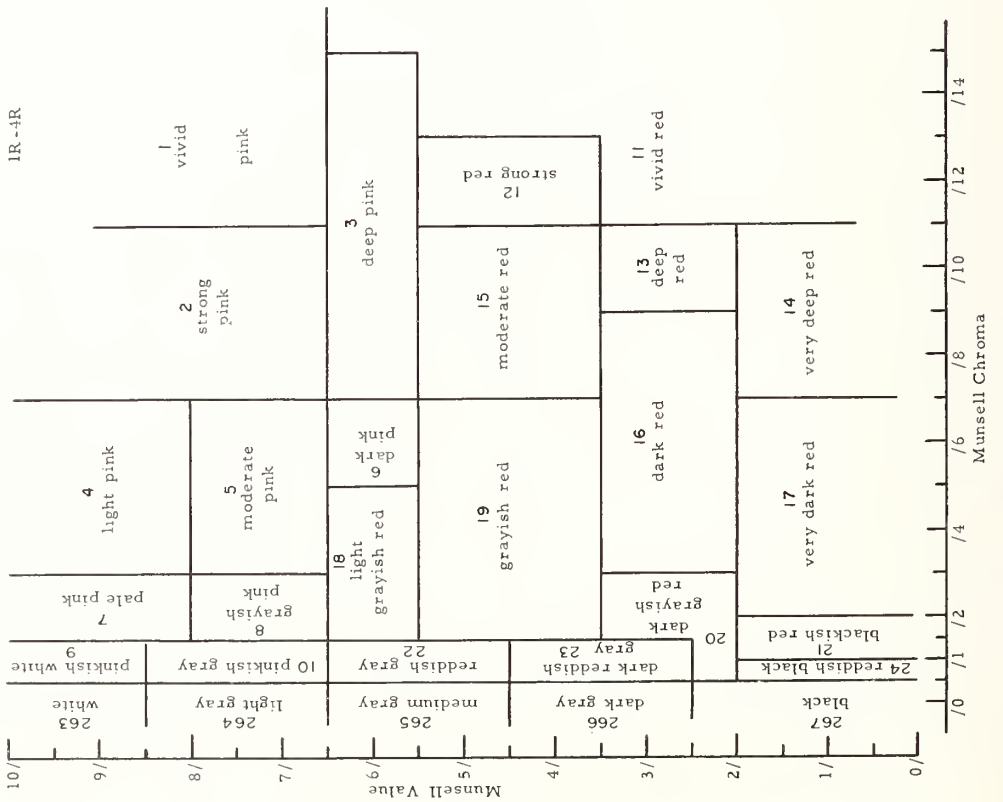 1R -4R
1
vivid
pink
2
strong
pink
3
deep pink
4
light pink
5
moderate
pink
6
dark
pink
7
pale pink
8
grayish
pink
9
pinkish white
10 pinkish gray
11
vivid red
12
strong red
13
deep
red
14
very deep red
15
moderate red
16
dark red
17
very dark red
18
light
grayish red
19
grayish red
20
dark
grayish
red
21
blackish red
22
reddish gray
dark reddish
gray 23
24 reddish black
263
white
264
light gray
265
medium gray
266
dark gray
267
black
10/
9/
8/
7/
6/
5/
4/
3/
2/
1/
0/
Munsell Value
/0
/1
/2
/4
/6
/8
/10
/12
/14
Munsell Chroma